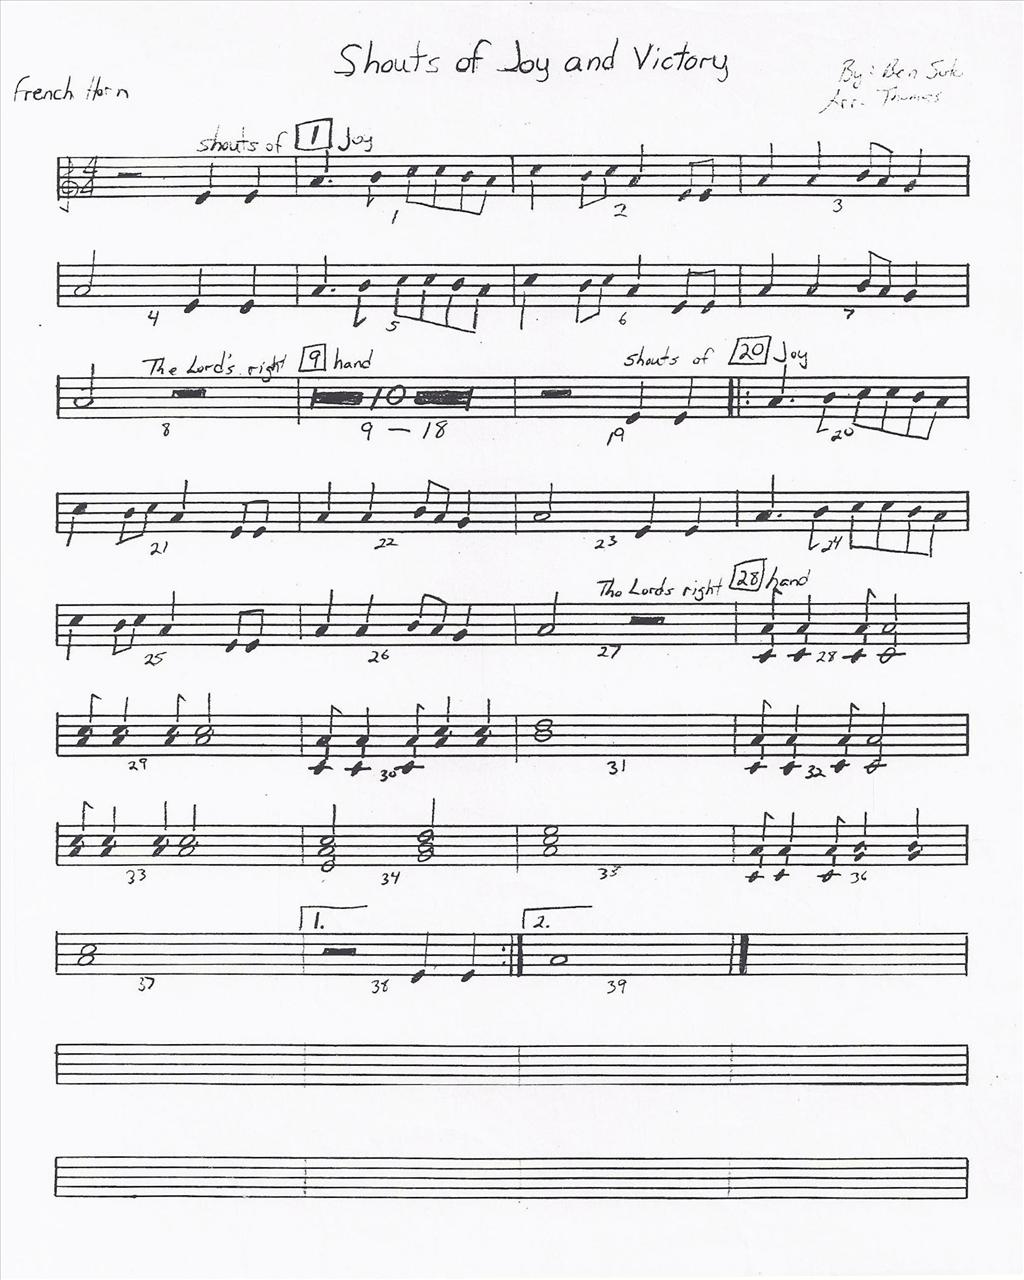 Shouts of Joy and Victory
French Horn
By: Ben
Arr. Thomas
shouts of 1 Joy
4/4
1 2 3
4 5 6 7
The Lord's right 9 hand shouts of 20 Joy
10
8 9 — 18 19 20
21 22 23 24
The Lords right 28 hand
25 26 27 28
29 30 31 32
33 34 35 36
1. 2.
37 38 39